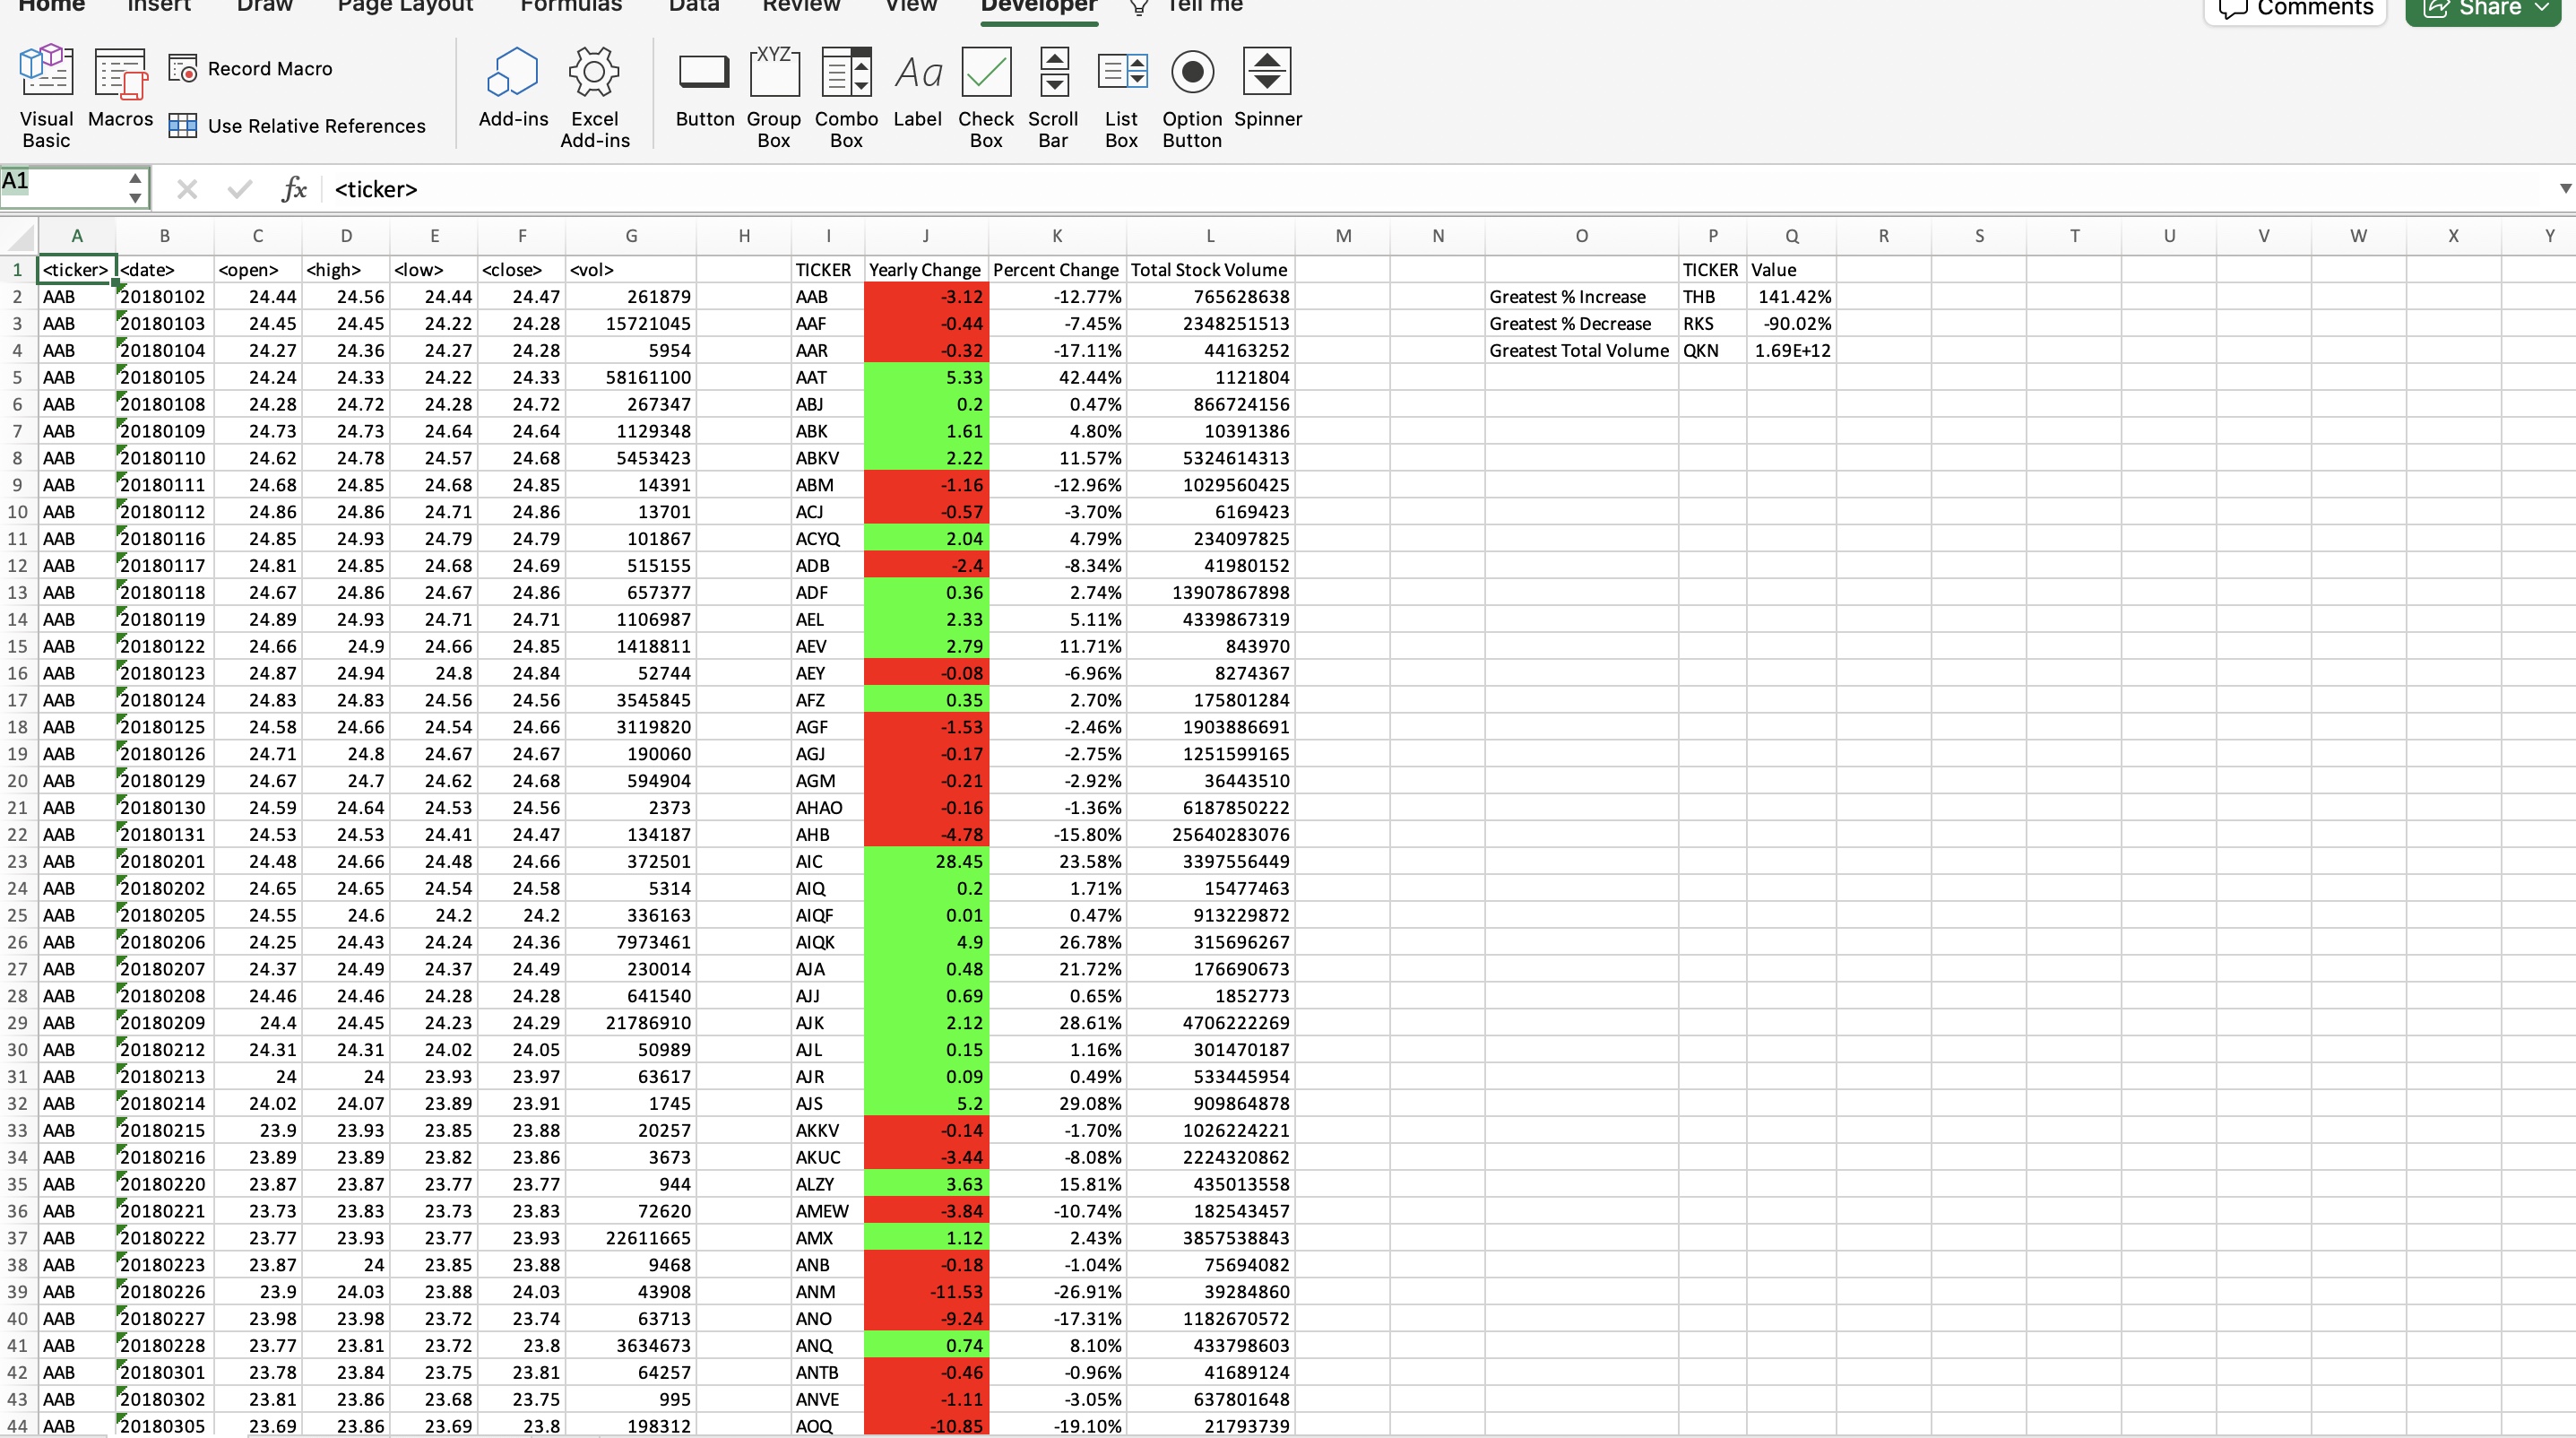 Home Insert Draw Page Layout Formulas Data Review View Developer Tell me Comments Share
Record Macro
Use Relative References
Visual Basic Macros Add-ins Excel Add-ins Button Group Box Combo Box Label Check Box Scroll Bar List Box Option Button Spinner
XYZ Aa
A1 fx <ticker>
A B C D E F G H I J K L M N O P Q R S T U V W X Y
1 <ticker> <date> <open> <high> <low> <close> <vol> TICKER Yearly Change Percent Change Total Stock Volume TICKER Value
2 AAB 20180102 24.44 24.56 24.44 24.47 261879 AAB -3.12 -12.77% 765628638 Greatest % Increase THB 141.42%
3 AAB 20180103 24.45 24.45 24.22 24.28 15721045 AAF -0.44 -7.45% 2348251513 Greatest % Decrease RKS -90.02%
4 AAB 20180104 24.27 24.36 24.27 24.28 5954 AAR -0.32 -17.11% 44163252 Greatest Total Volume QKN 1.69E+12
5 AAB 20180105 24.24 24.33 24.22 24.33 58161100 AAT 5.33 42.44% 1121804
6 AAB 20180108 24.28 24.72 24.28 24.72 267347 ABJ 0.2 0.47% 866724156
7 AAB 20180109 24.73 24.73 24.64 24.64 1129348 ABK 1.61 4.80% 10391386
8 AAB 20180110 24.62 24.78 24.57 24.68 5453423 ABKV 2.22 11.57% 5324614313
9 AAB 20180111 24.68 24.85 24.68 24.85 14391 ABM -1.16 -12.96% 1029560425
10 AAB 20180112 24.86 24.86 24.71 24.86 13701 ACJ -0.57 -3.70% 6169423
11 AAB 20180116 24.85 24.93 24.79 24.79 101867 ACYQ 2.04 4.79% 234097825
12 AAB 20180117 24.81 24.85 24.68 24.69 515155 ADB -2.4 -8.34% 41980152
13 AAB 20180118 24.67 24.86 24.67 24.86 657377 ADF 0.36 2.74% 13907867898
14 AAB 20180119 24.89 24.93 24.71 24.71 1106987 AEL 2.33 5.11% 4339867319
15 AAB 20180122 24.66 24.9 24.66 24.85 1418811 AEV 2.79 11.71% 843970
16 AAB 20180123 24.87 24.94 24.8 24.84 52744 AEY -0.08 -6.96% 8274367
17 AAB 20180124 24.83 24.83 24.56 24.56 3545845 AFZ 0.35 2.70% 175801284
18 AAB 20180125 24.58 24.66 24.54 24.66 3119820 AGF -1.53 -2.46% 1903886691
19 AAB 20180126 24.71 24.8 24.67 24.67 190060 AGJ -0.17 -2.75% 1251599165
20 AAB 20180129 24.67 24.7 24.62 24.68 594904 AGM -0.21 -2.92% 36443510
21 AAB 20180130 24.59 24.64 24.53 24.56 2373 AHAO -0.16 -1.36% 6187850222
22 AAB 20180131 24.53 24.53 24.41 24.47 134187 AHB -4.78 -15.80% 25640283076
23 AAB 20180201 24.48 24.66 24.48 24.66 372501 AIC 28.45 23.58% 3397556449
24 AAB 20180202 24.65 24.65 24.54 24.58 5314 AIQ 0.2 1.71% 15477463
25 AAB 20180205 24.55 24.6 24.2 24.2 336163 AIQF 0.01 0.47% 913229872
26 AAB 20180206 24.25 24.43 24.24 24.36 7973461 AIQK 4.9 26.78% 315696267
27 AAB 20180207 24.37 24.49 24.37 24.49 230014 AJA 0.48 21.72% 176690673
28 AAB 20180208 24.46 24.46 24.28 24.28 641540 AJJ 0.69 0.65% 1852773
29 AAB 20180209 24.4 24.45 24.23 24.29 21786910 AJK 2.12 28.61% 4706222269
30 AAB 20180212 24.31 24.31 24.02 24.05 50989 AJL 0.15 1.16% 301470187
31 AAB 20180213 24 24 23.93 23.97 63617 AJR 0.09 0.49% 533445954
32 AAB 20180214 24.02 24.07 23.89 23.91 1745 AJS 5.2 29.08% 909864878
33 AAB 20180215 23.9 23.93 23.85 23.88 20257 AKKV -0.14 -1.70% 1026224221
34 AAB 20180216 23.89 23.89 23.82 23.86 3673 AKUC -3.44 -8.08% 2224320862
35 AAB 20180220 23.87 23.87 23.77 23.77 944 ALZY 3.63 15.81% 435013558
36 AAB 20180221 23.73 23.83 23.73 23.83 72620 AMEW -3.84 -10.74% 182543457
37 AAB 20180222 23.77 23.93 23.77 23.93 22611665 AMX 1.12 2.43% 3857538843
38 AAB 20180223 23.87 24 23.85 23.88 9468 ANB -0.18 -1.04% 75694082
39 AAB 20180226 23.9 24.03 23.88 24.03 43908 ANM -11.53 -26.91% 39284860
40 AAB 20180227 23.98 23.98 23.72 23.74 63713 ANO -9.24 -17.31% 1182670572
41 AAB 20180228 23.77 23.81 23.72 23.8 3634673 ANQ 0.74 8.10% 433798603
42 AAB 20180301 23.78 23.84 23.75 23.81 64257 ANTB -0.46 -0.96% 41689124
43 AAB 20180302 23.81 23.86 23.68 23.75 995 ANVE -1.11 -3.05% 637801648
44 AAB 20180305 23.69 23.86 23.69 23.8 198312 AOQ -10.85 -19.10% 21793739